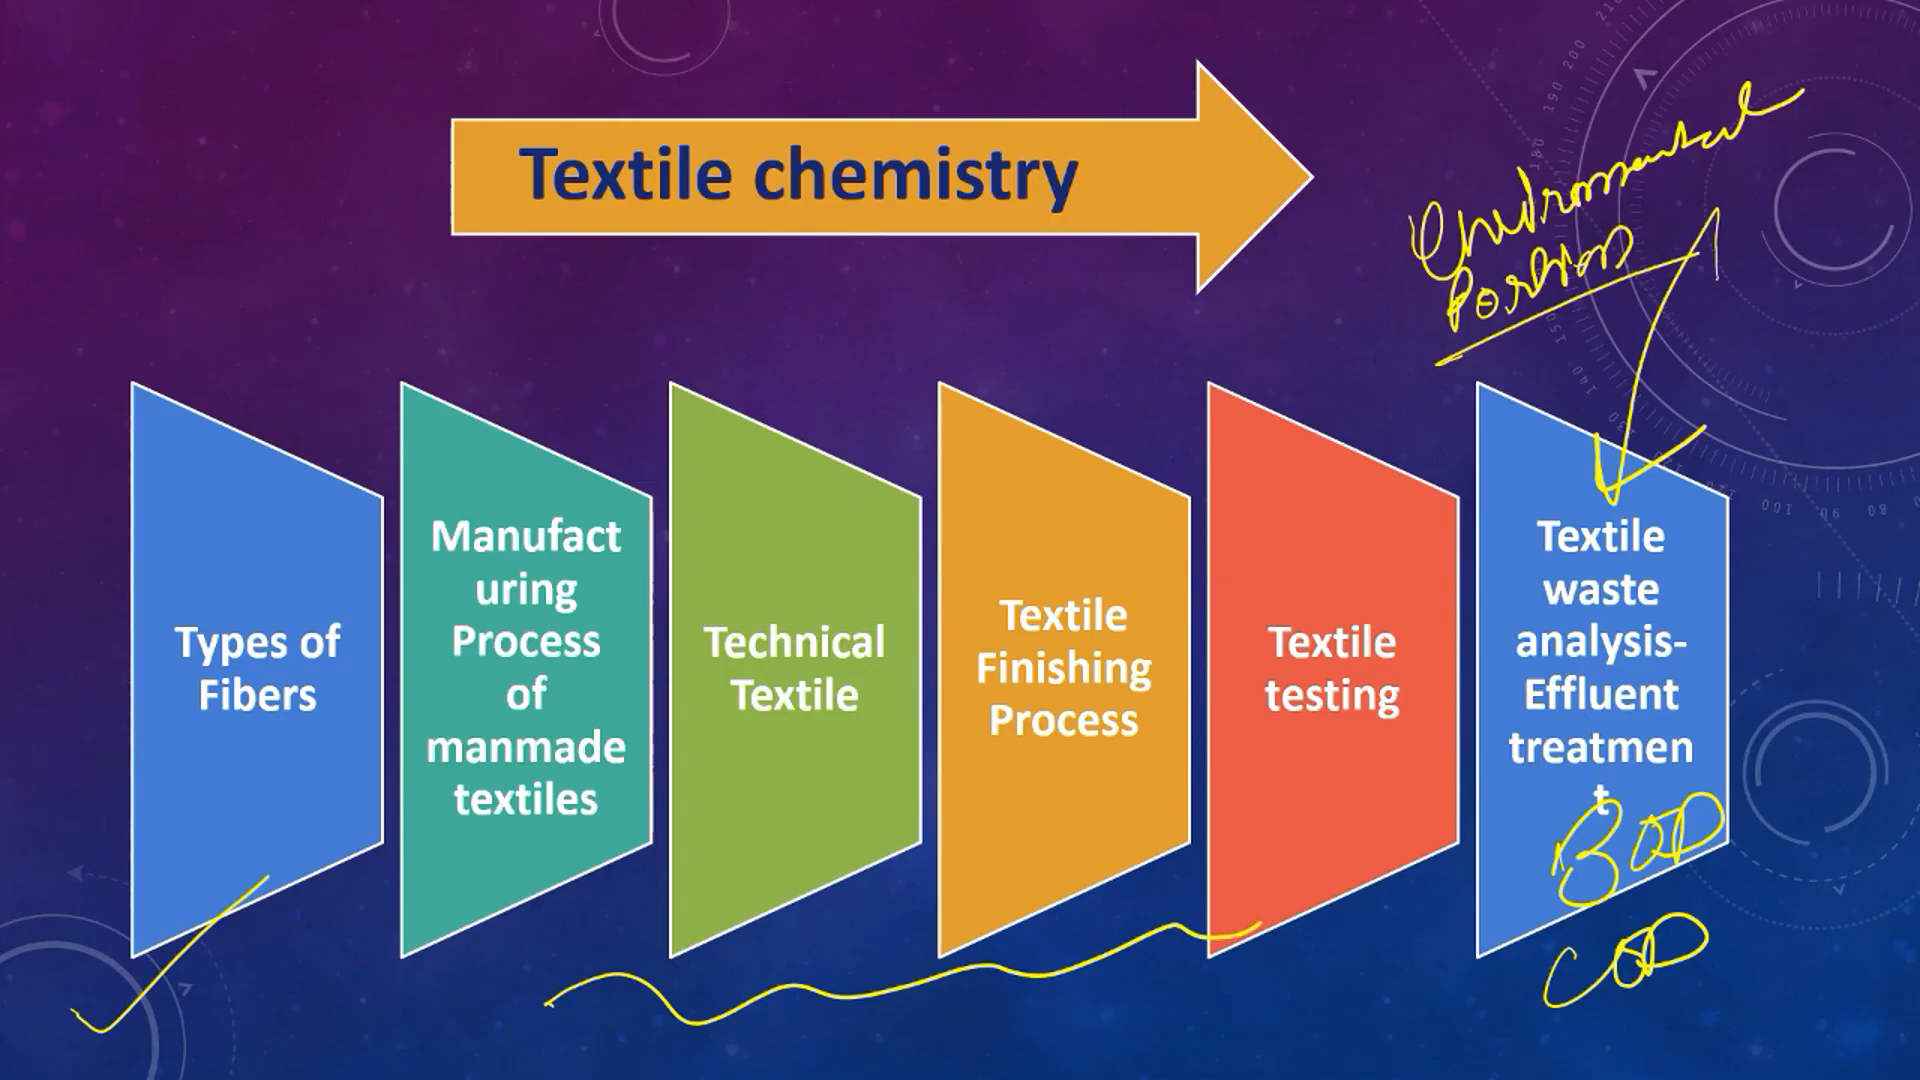 Textile chemistry
Environmental
Portion
Types of
Fibers
Manufact
uring
Process
of
manmade
textiles
Technical
Textile
Textile
Finishing
Process
Textile
testing
Textile
waste
analysis-
Effluent
treatmen
t
BOD
COD